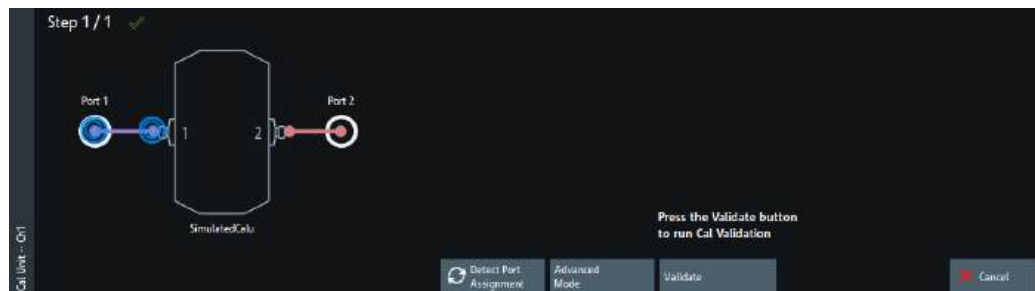 Step 1 / 1
Port 1
Port 2
1
2
SimulatedCalu
Press the Validate button
to run Cal Validation
Cal Unit -- Ch1
Detect Port
Assignment
Advanced
Mode
Validate
Cancel